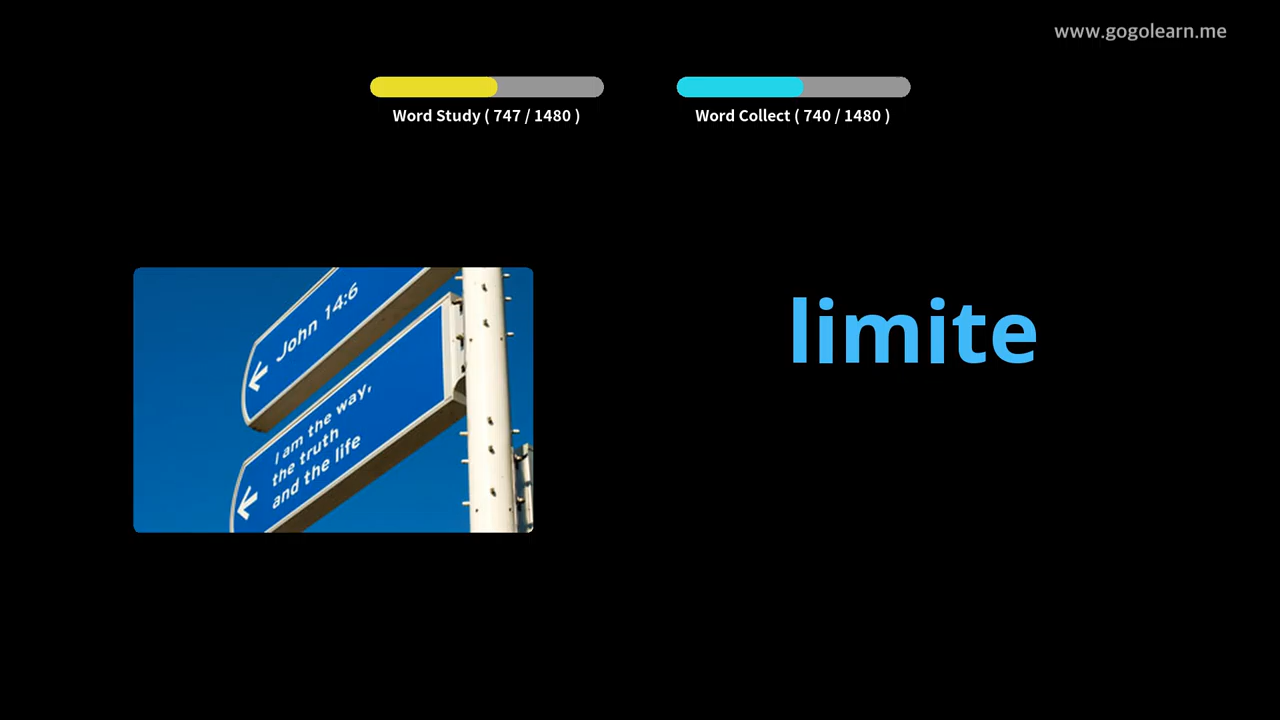 www.gogolearn.me
Word Study ( 747 / 1480 )
Word Collect ( 740 / 1480 )
John 14:6
I am the way,
the truth
and the life
limite